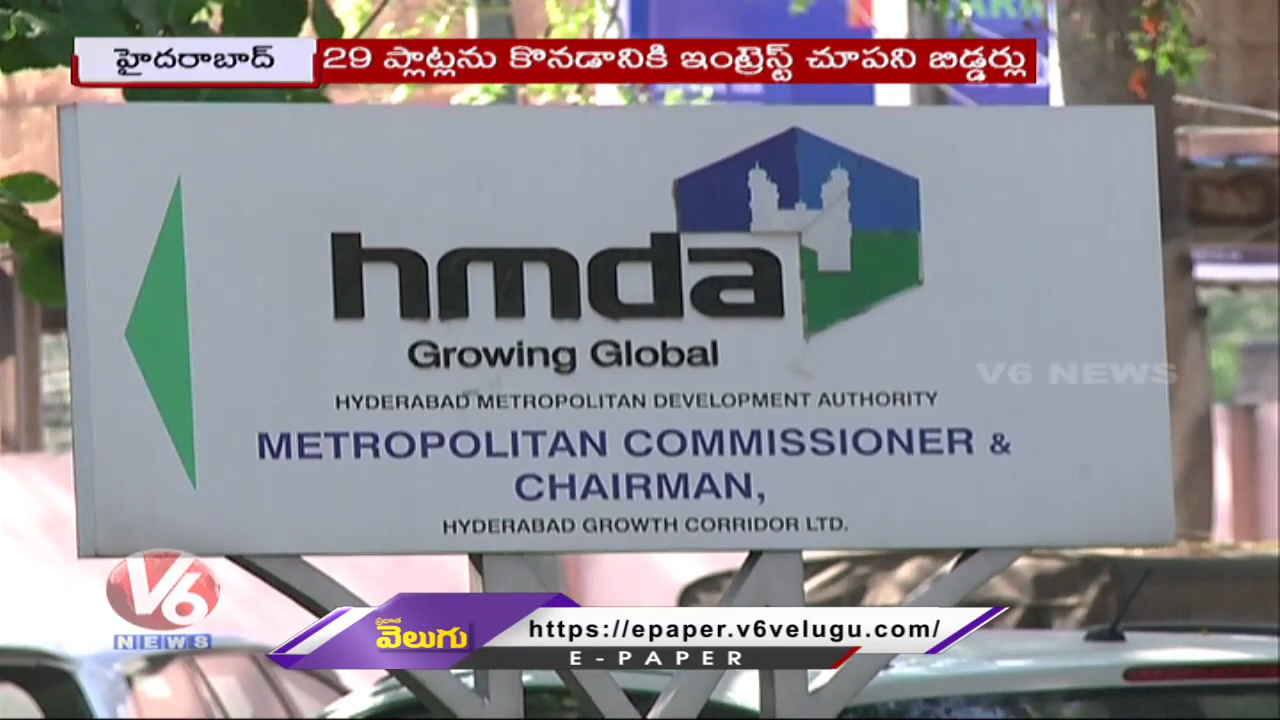 హైదరాబాద్
29 ప్లాట్లను కొనడానికి ఇంట్రెస్ట్ చూపని బిడ్డర్లు
hmda
Growing Global
HYDERABAD METROPOLITAN DEVELOPMENT AUTHORITY
METROPOLITAN COMMISSIONER &
CHAIRMAN,
HYDERABAD GROWTH CORRIDOR LTD.
V6 NEWS
V6
NEWS
ప్రభాత
వెలుగు
https://epaper.v6velugu.com/
E-PAPER